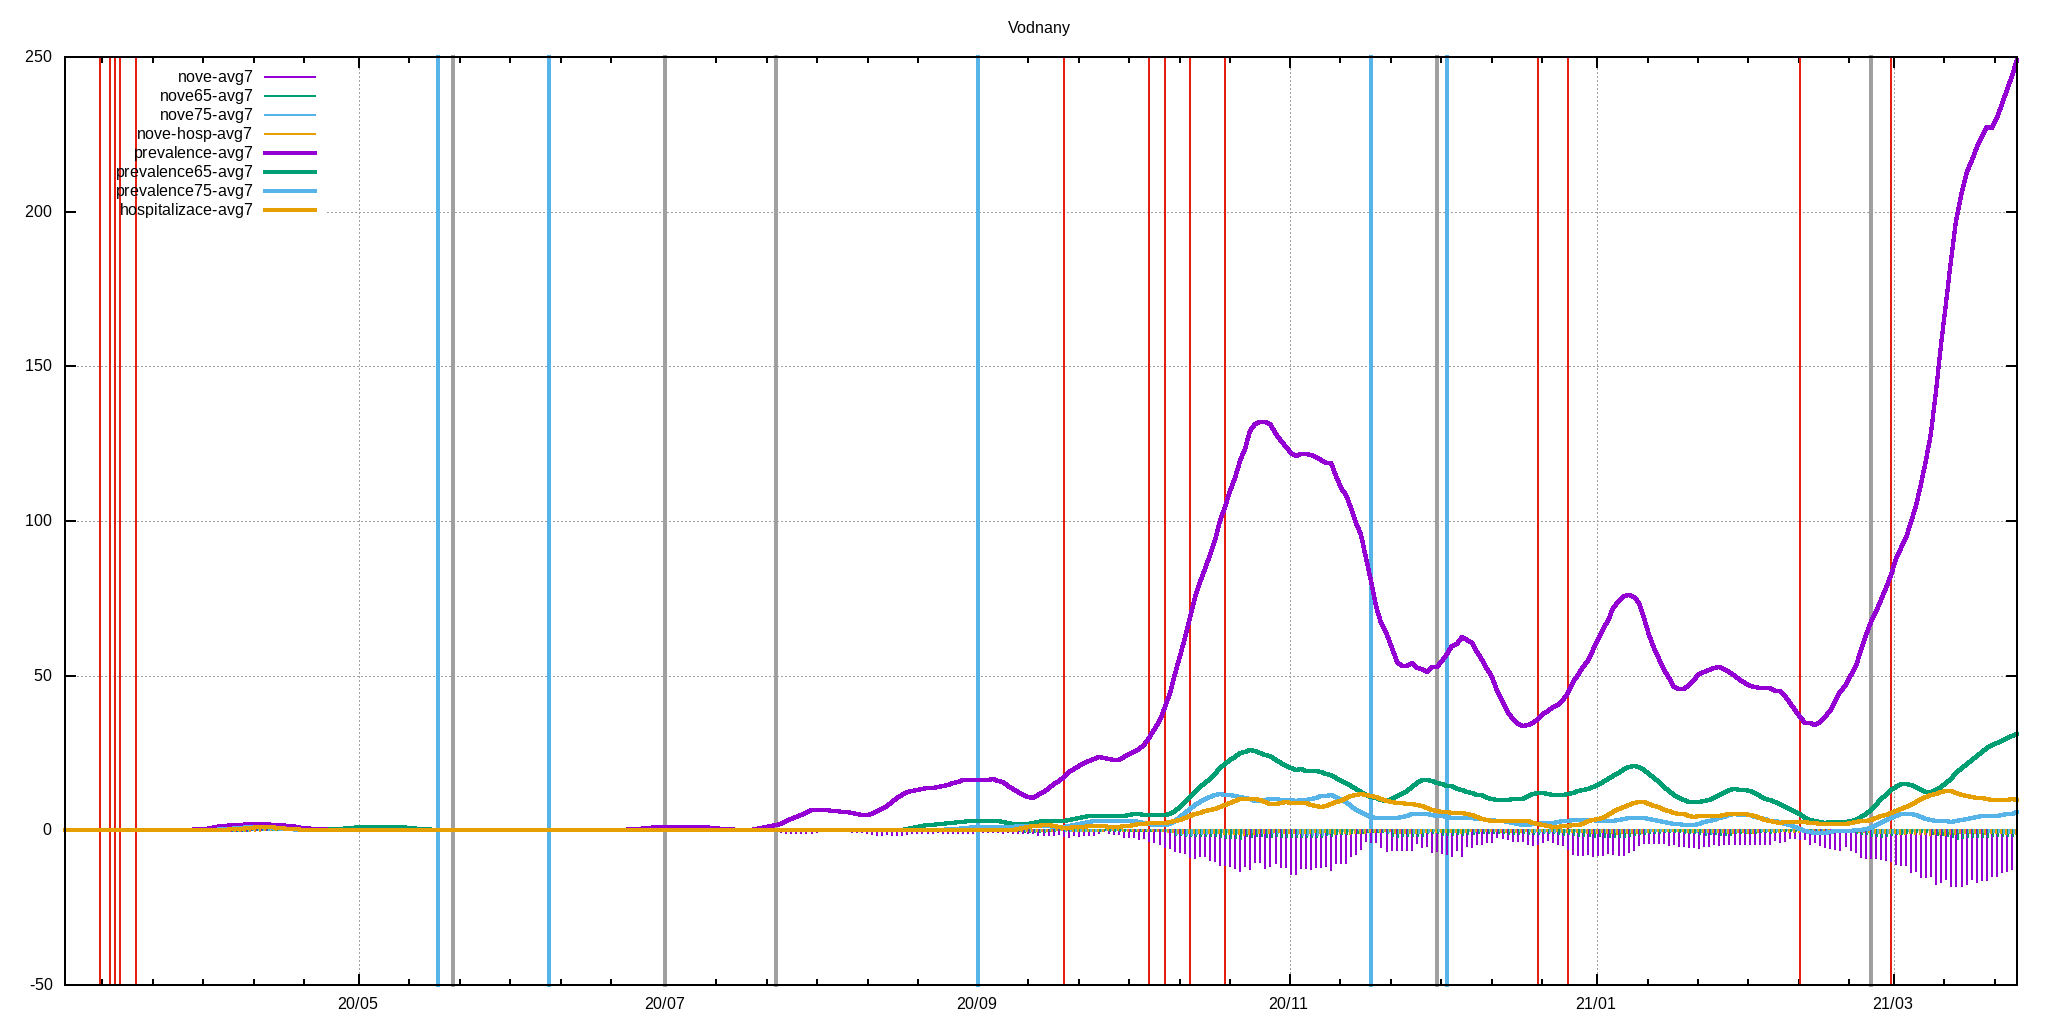 Vodnany
250
nove-avg7
nove65-avg7
nove75-avg7
nove-hosp-avg7
prevalence-avg7
prevalence65-avg7
prevalence75-avg7
hospitalizace-avg7
200
150
100
50
0
-50
20/05 20/07 20/09 20/11 21/01 21/03